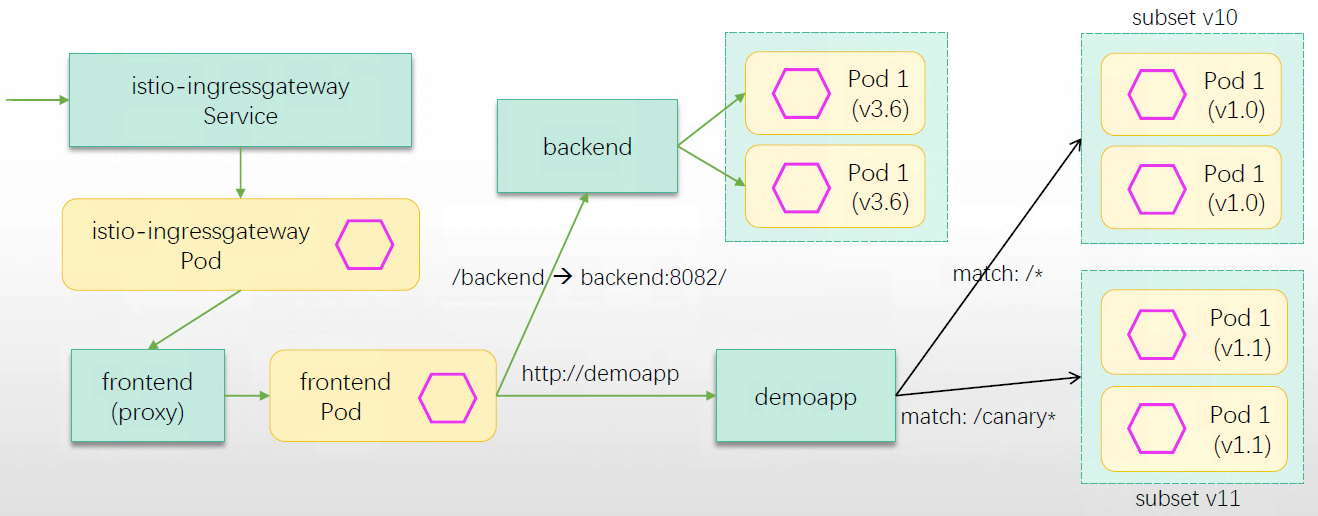 istio-ingressgateway
Service
istio-ingressgateway
Pod
frontend
(proxy)
frontend
Pod
/backend → backend:8082/
http://demoapp
backend
Pod 1
(v3.6)
Pod 1
(v3.6)
demoapp
match: /*
match: /canary*
subset v10
Pod 1
(v1.0)
Pod 1
(v1.0)
Pod 1
(v1.1)
Pod 1
(v1.1)
subset v11